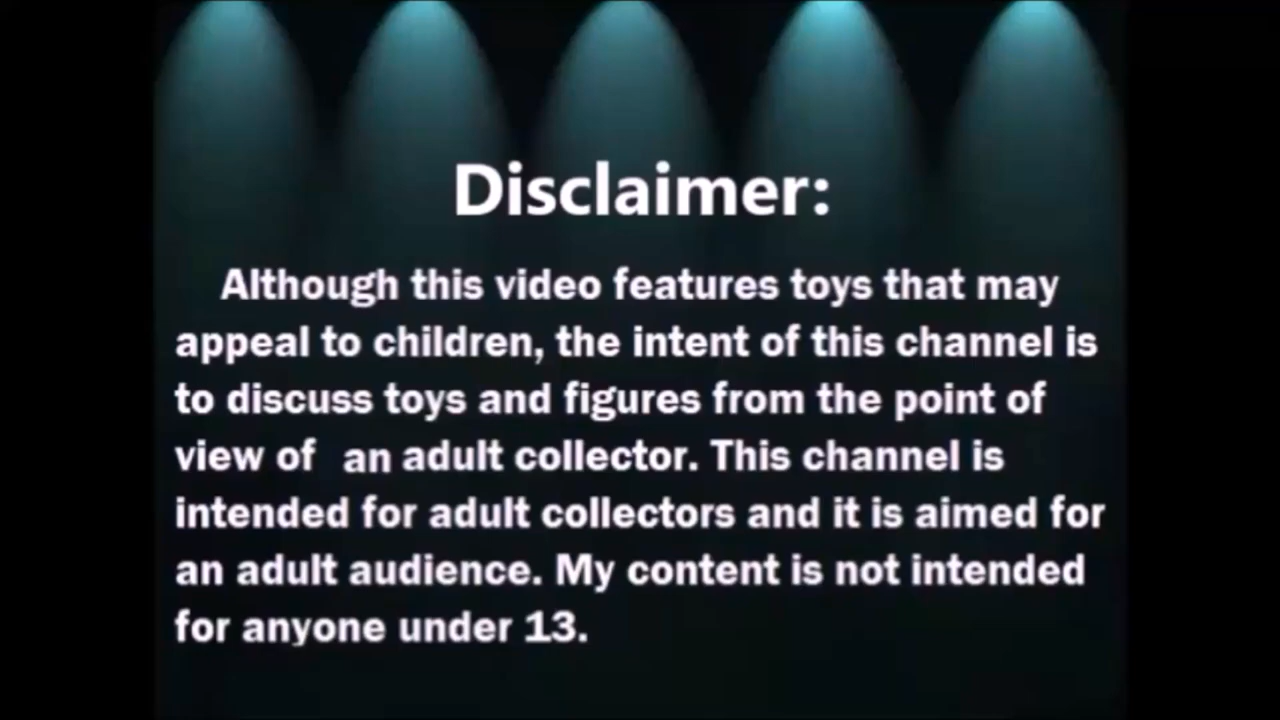 Disclaimer:
Although this video features toys that may
appeal to children, the intent of this channel is
to discuss toys and figures from the point of
view of an adult collector. This channel is
intended for adult collectors and it is aimed for
an adult audience. My content is not intended
for anyone under 13.